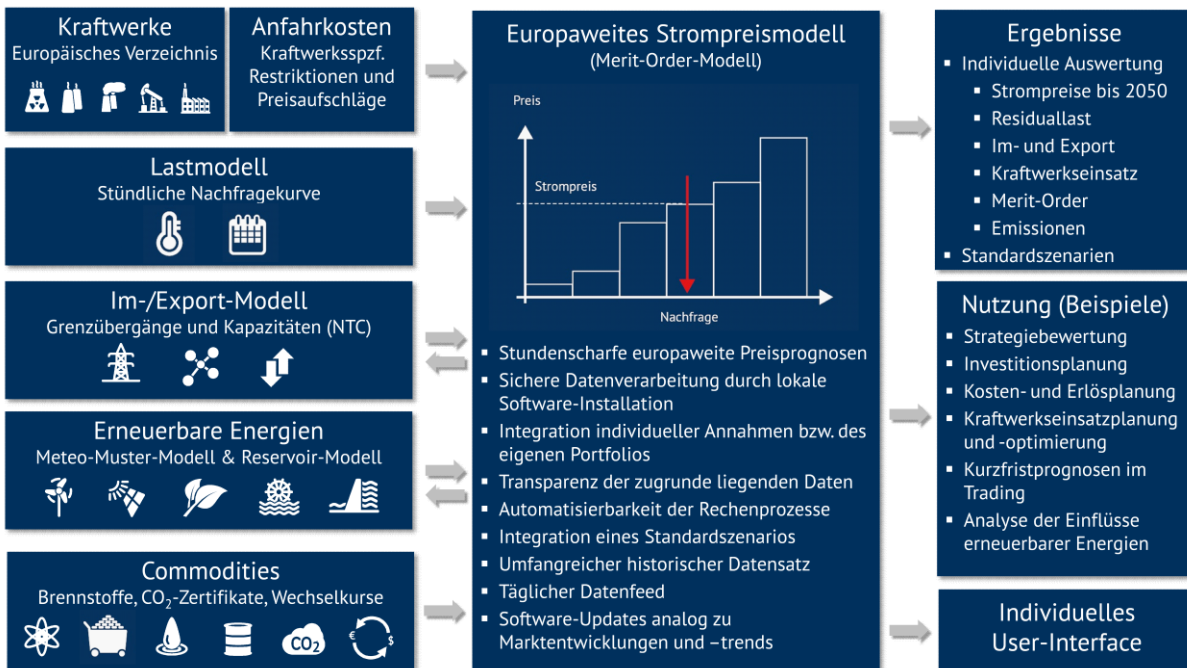 Kraftwerke
Europäisches Verzeichnis
Anfahrkosten
Kraftwerksspzf.
Restriktionen und
Preisaufschläge
Lastmodell
Stündliche Nachfragekurve
Im-/Export-Modell
Grenzübergänge und Kapazitäten (NTC)
Erneuerbare Energien
Meteo-Muster-Modell & Reservoir-Modell
Commodities
Brennstoffe, CO₂-Zertifikate, Wechselkurse
CO₂
€
$
Europaweites Strompreismodell
(Merit-Order-Modell)
Preis
Strompreis
Nachfrage
▪ Stundenscharfe europaweite Preisprognosen
▪ Sichere Datenverarbeitung durch lokale
Software-Installation
▪ Integration individueller Annahmen bzw. des
eigenen Portfolios
▪ Transparenz der zugrunde liegenden Daten
▪ Automatisierbarkeit der Rechenprozesse
▪ Integration eines Standardszenarios
▪ Umfangreicher historischer Datensatz
▪ Täglicher Datenfeed
▪ Software-Updates analog zu
Marktentwicklungen und –trends
Ergebnisse
▪ Individuelle Auswertung
▪ Strompreise bis 2050
▪ Residuallast
▪ Im- und Export
▪ Kraftwerkseinsatz
▪ Merit-Order
▪ Emissionen
▪ Standardszenarien
Nutzung (Beispiele)
▪ Strategiebewertung
▪ Investitionsplanung
▪ Kosten- und Erlösplanung
▪ Kraftwerkseinsatzplanung
und -optimierung
▪ Kurzfristprognosen im
Trading
▪ Analyse der Einflüsse
erneuerbarer Energien
Individuelles
User-Interface